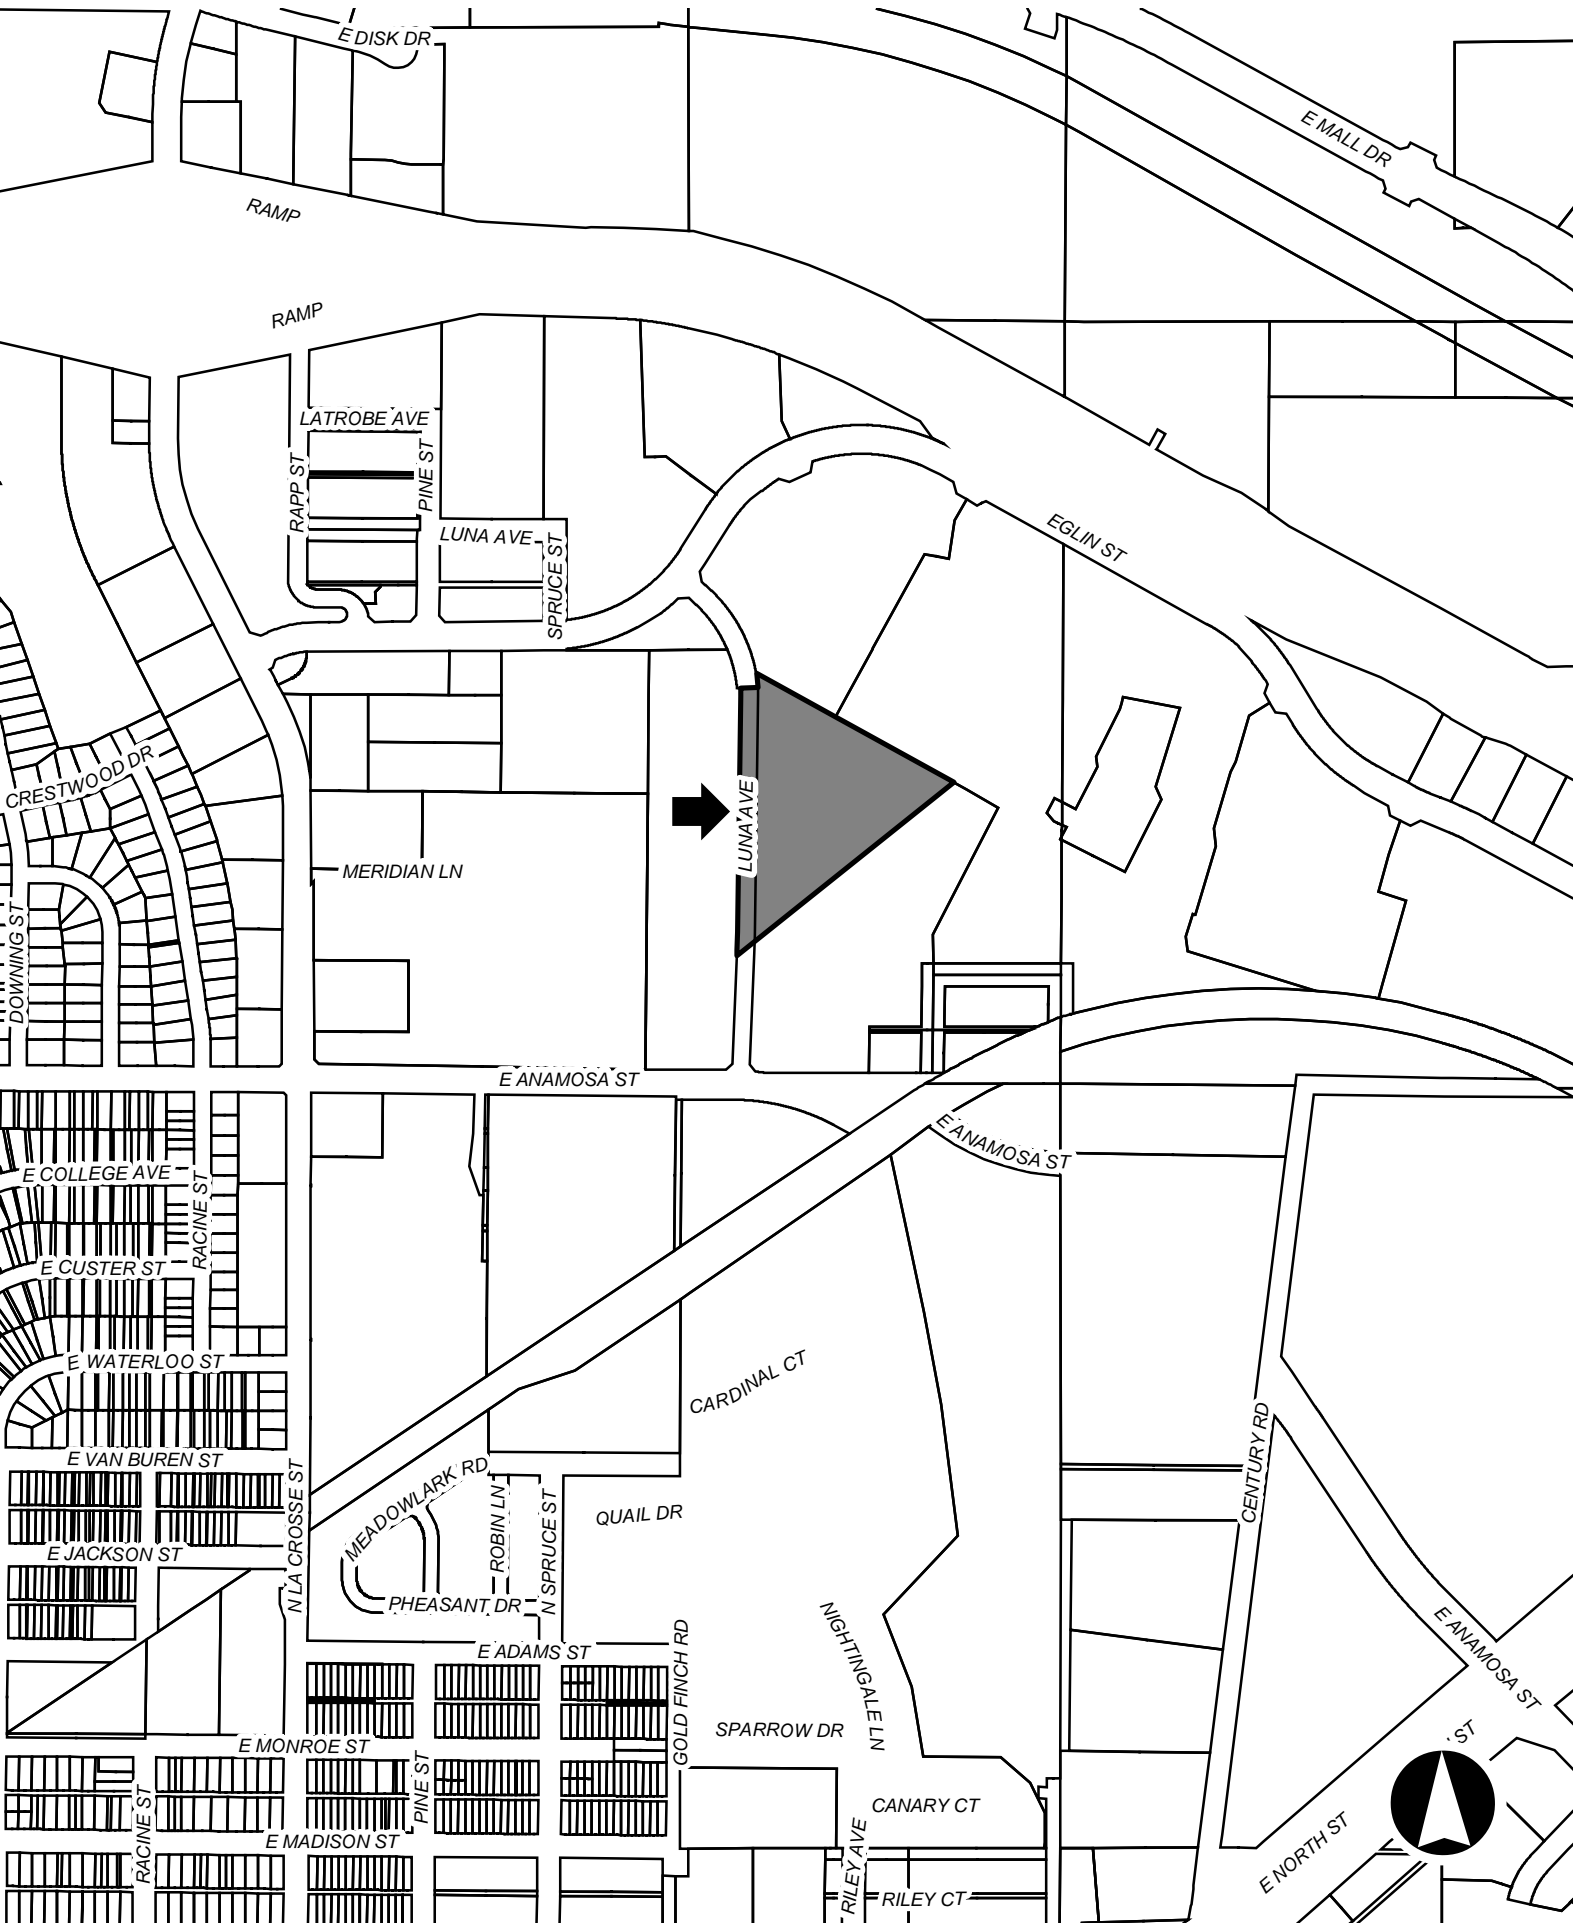 E DISK DR
E MALL DR
RAMP
RAMP
LATROBE AVE
RAPP ST
PINE ST
LUNA AVE
SPRUCE ST
EGLIN ST
CRESTWOOD DR
LUNA AVE
MERIDIAN LN
DOWNING ST
E ANAMOSA ST
E ANAMOSA ST
E COLLEGE AVE
RACINE ST
E CUSTER ST
E WATERLOO ST
CARDINAL CT
CENTURY RD
E VAN BUREN ST
N LA CROSSE ST
MEADOWLARK RD
ROBIN LN
N SPRUCE ST
QUAIL DR
E JACKSON ST
PHEASANT DR
NIGHTINGALE LN
E ANAMOSA ST
E ADAMS ST
GOLD FINCH RD
SPARROW DR
E MONROE ST
ST
PINE ST
RACINE ST
CANARY CT
E MADISON ST
RILEY AVE
E NORTH ST
RILEY CT